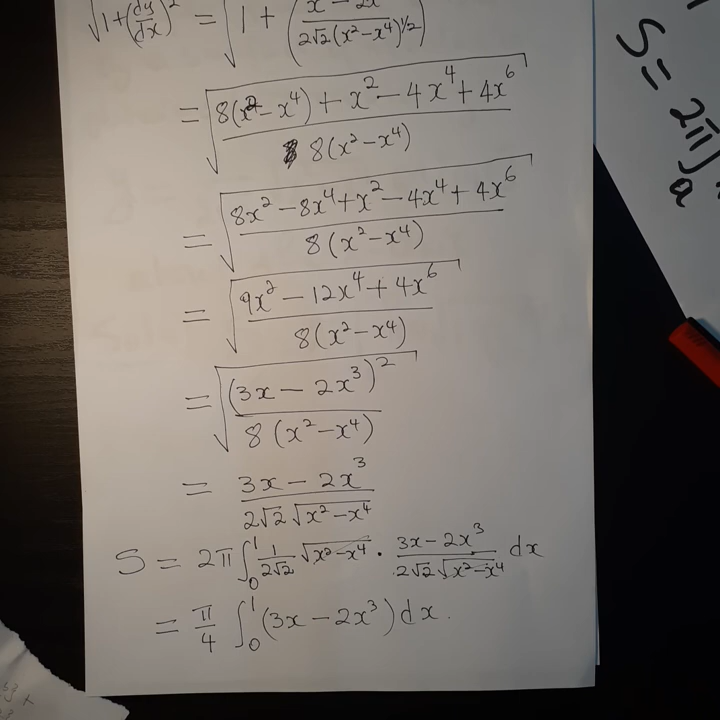 √1+(dy/dx)² = √1 + (x − 2x / 2√2(x²−x⁴)^1/2)
= √8(x²−x⁴)+x²−4x⁴+4x⁶ / 8(x²−x⁴)
= √8x²−8x⁴+x²−4x⁴+4x⁶ / 8(x²−x⁴)
= √9x²−12x⁴+4x⁶ / 8(x²−x⁴)
= √(3x−2x³)² / 8(x²−x⁴)
= 3x−2x³ / 2√2 √x²−x⁴
S = 2π ∫₀¹ 1/2√2 √x²−x⁴ · 3x−2x³ / 2√2 √x²−x⁴ dx
= π/4 ∫₀¹ (3x−2x³) dx.
S = 2π ∫ a